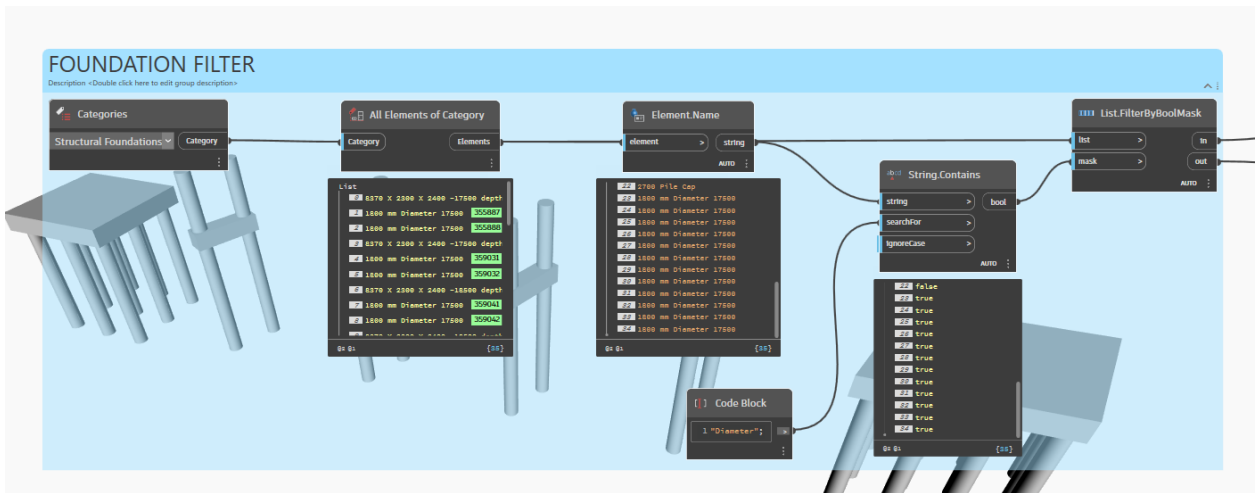 FOUNDATION FILTER
Description <Double click here to edit group description>
Categories
Structural Foundations
Category
All Elements of Category
Category
Elements
List
0 8370 X 2300 X 2400 -17500 depth
1 1800 mm Diameter 17500 355887
2 1800 mm Diameter 17500 355888
3 8370 X 2300 X 2400 -17500 depth
4 1800 mm Diameter 17500 359031
5 1800 mm Diameter 17500 359032
6 8370 X 2300 X 2400 -18500 depth
7 1800 mm Diameter 17500 359041
8 1800 mm Diameter 17500 359042
@2 @1
{35}
Element.Name
element >
string
AUTO
22 2700 Pile Cap
23 1800 mm Diameter 17500
24 1800 mm Diameter 17500
25 1800 mm Diameter 17500
26 1800 mm Diameter 17500
27 1800 mm Diameter 17500
28 1800 mm Diameter 17500
29 1800 mm Diameter 17500
30 1800 mm Diameter 17500
31 1800 mm Diameter 17500
32 1800 mm Diameter 17500
33 1800 mm Diameter 17500
34 1800 mm Diameter 17500
@2 @1
{35}
Code Block
1 "Diameter";
>
String.Contains
string >
bool
searchFor >
ignoreCase >
AUTO
22 false
23 true
24 true
25 true
26 true
27 true
28 true
29 true
30 true
31 true
32 true
33 true
34 true
@2 @1
{35}
List.FilterByBoolMask
list >
in
mask >
out
AUTO